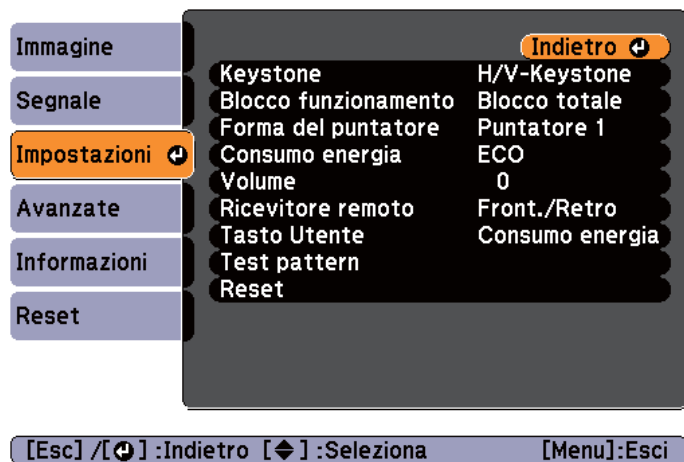 Immagine
Segnale
Impostazioni
Avanzate
Informazioni
Reset
Indietro
Keystone H/V-Keystone
Blocco funzionamento Blocco totale
Forma del puntatore Puntatore 1
Consumo energia ECO
Volume 0
Ricevitore remoto Front./Retro
Tasto Utente Consumo energia
Test pattern
Reset
[Esc] /[⏎] :Indietro [◆] :Seleziona [Menu]:Esci